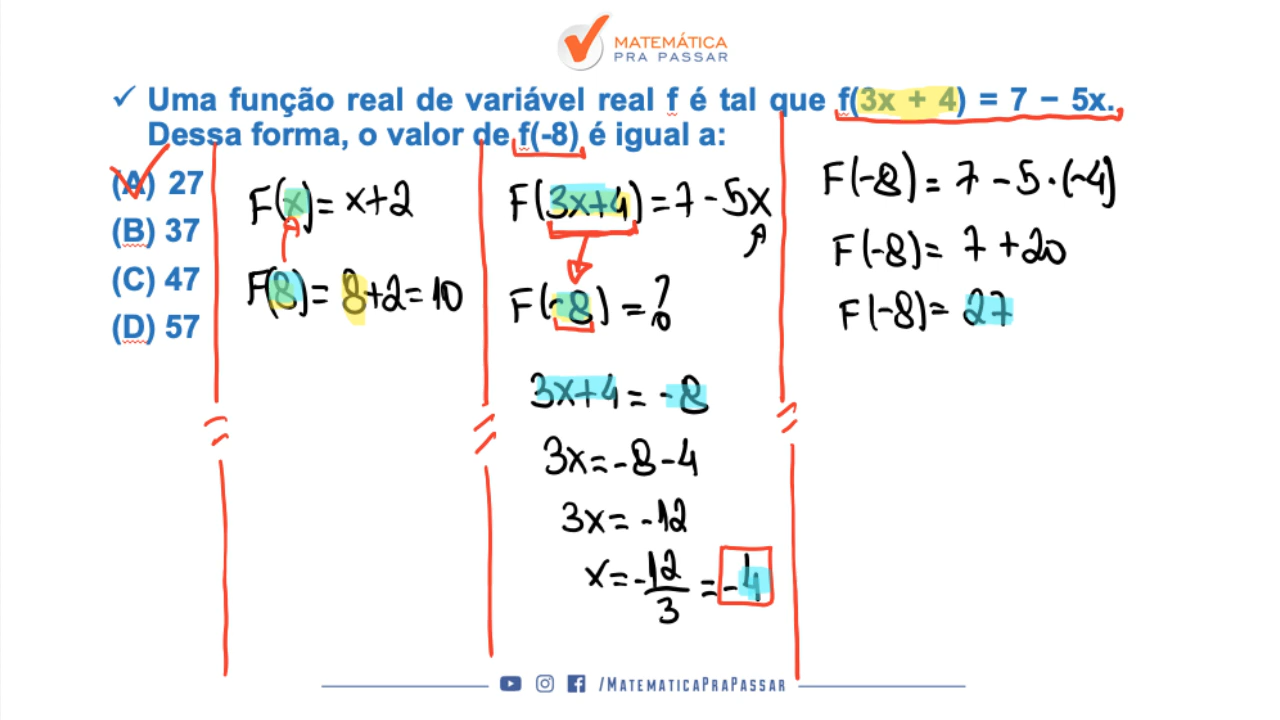 MATEMÁTICA
PRA PASSAR
✓ Uma função real de variável real f é tal que f(3x + 4) = 7 − 5x.
Dessa forma, o valor de f(-8) é igual a:
(A) 27
(B) 37
(C) 47
(D) 57
F(x) = x+2
F(8) = 8+2 = 10
F(3x+4) = 7 - 5x
F(-8) = ?
3x+4 = -8
3x = -8 - 4
3x = -12
x = -12/3 = -4
F(-8) = 7 - 5·(-4)
F(-8) = 7 + 20
F(-8) = 27
/MATEMATICAPRAPASSAR